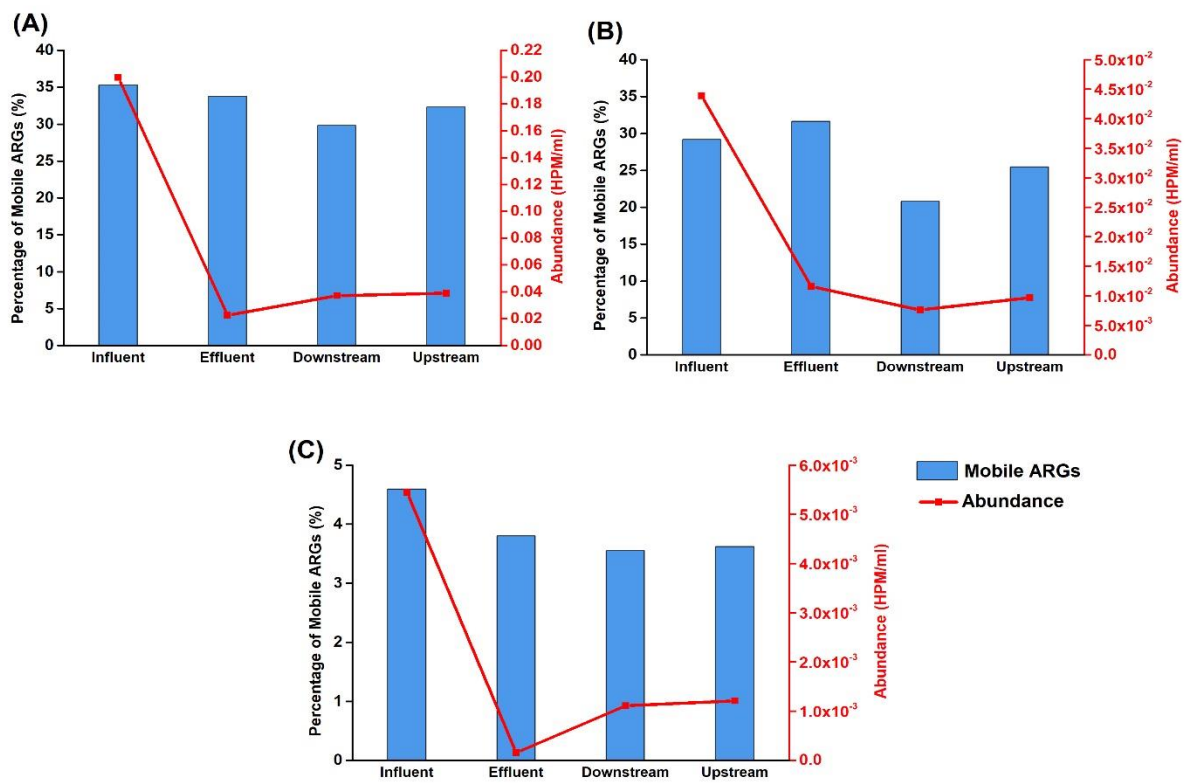 (A)
Percentage of Mobile ARGs (%)
40
35
30
25
20
15
10
5
0
Influent
Effluent
Downstream
Upstream
0.22
0.20
0.18
0.16
0.14
0.12
0.10
0.08
0.06
0.04
0.02
0.00
Abundance (HPM/ml)
(B)
Percentage of Mobile ARGs (%)
40
35
30
25
20
15
10
5
0
Influent
Effluent
Downstream
Upstream
5.0x10⁻²
4.5x10⁻²
4.0x10⁻²
3.5x10⁻²
3.0x10⁻²
2.5x10⁻²
2.0x10⁻²
1.5x10⁻²
1.0x10⁻²
5.0x10⁻³
0.0
Abundance (HPM/ml)
(C)
Percentage of Mobile ARGs (%)
5
4
3
2
1
0
Influent
Effluent
Downstream
Upstream
6.0x10⁻³
5.0x10⁻³
4.0x10⁻³
3.0x10⁻³
2.0x10⁻³
1.0x10⁻³
0.0
Abundance (HPM/ml)
Mobile ARGs
Abundance